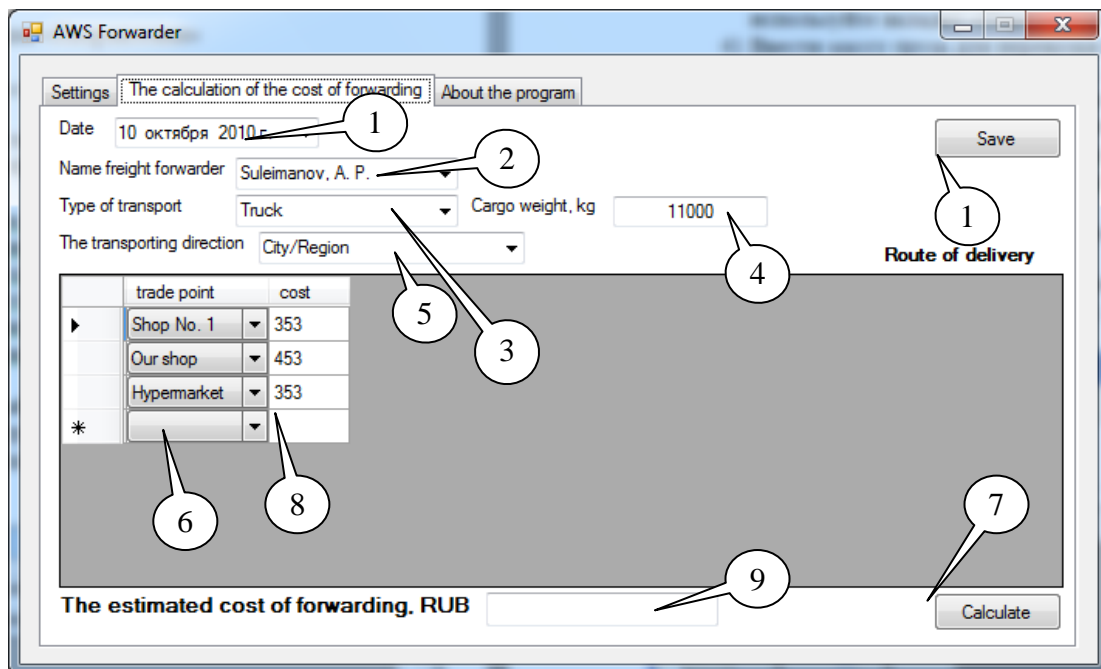 AWS Forwarder
Settings The calculation of the cost of forwarding About the program
Date 10 октября 2010 г. 1 Save
Name freight forwarder Suleimanov, A. P. 2
Type of transport Truck Cargo weight, kg 11000 1
The transporting direction City/Region Route of delivery
4
trade point cost
5
Shop No. 1 353
3
Our shop 453
Hypermarket 353
*
6 8 7
9
The estimated cost of forwarding, RUB Calculate